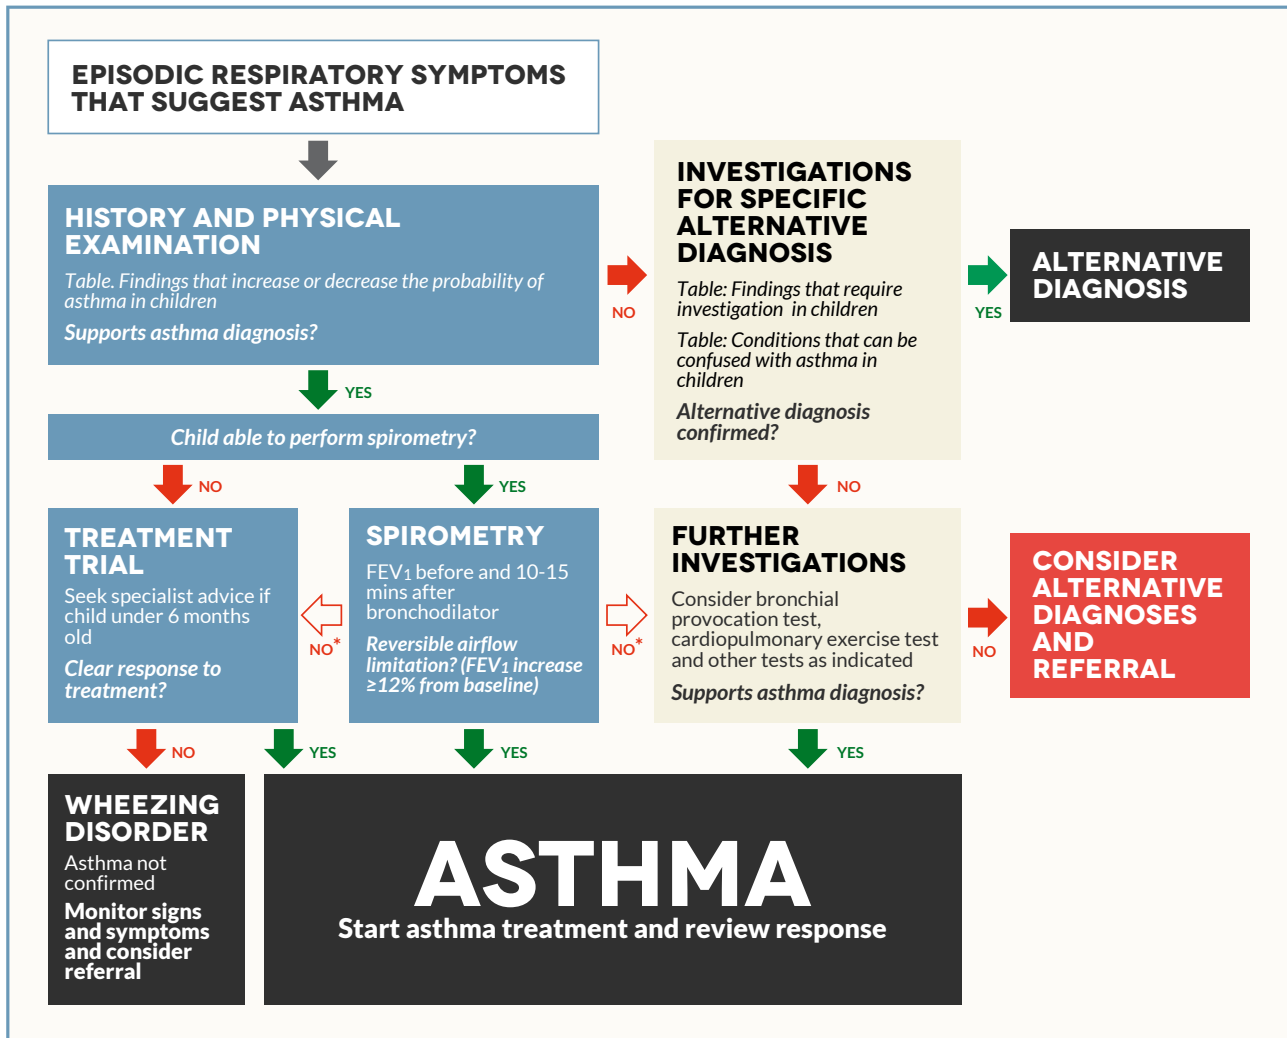 EPISODIC RESPIRATORY SYMPTOMS
THAT SUGGEST ASTHMA
HISTORY AND PHYSICAL
EXAMINATION
Table. Findings that increase or decrease the probability of
asthma in children
Supports asthma diagnosis?
NO
INVESTIGATIONS
FOR SPECIFIC
ALTERNATIVE
DIAGNOSIS
Table: Findings that require
investigation in children
Table: Conditions that can be
confused with asthma in
children
Alternative diagnosis
confirmed?
YES
ALTERNATIVE
DIAGNOSIS
YES
Child able to perform spirometry?
NO
YES
NO
TREATMENT
TRIAL
Seek specialist advice if
child under 6 months
old
Clear response to
treatment?
NO*
SPIROMETRY
FEV1 before and 10-15
mins after
bronchodilator
Reversible airflow
limitation? (FEV1 increase
≥12% from baseline)
NO*
FURTHER
INVESTIGATIONS
Consider bronchial
provocation test,
cardiopulmonary exercise test
and other tests as indicated
Supports asthma diagnosis?
NO
CONSIDER
ALTERNATIVE
DIAGNOSES
AND
REFERRAL
NO
YES
YES
YES
WHEEZING
DISORDER
Asthma not
confirmed
Monitor signs
and symptoms
and consider
referral
ASTHMA
Start asthma treatment and review response